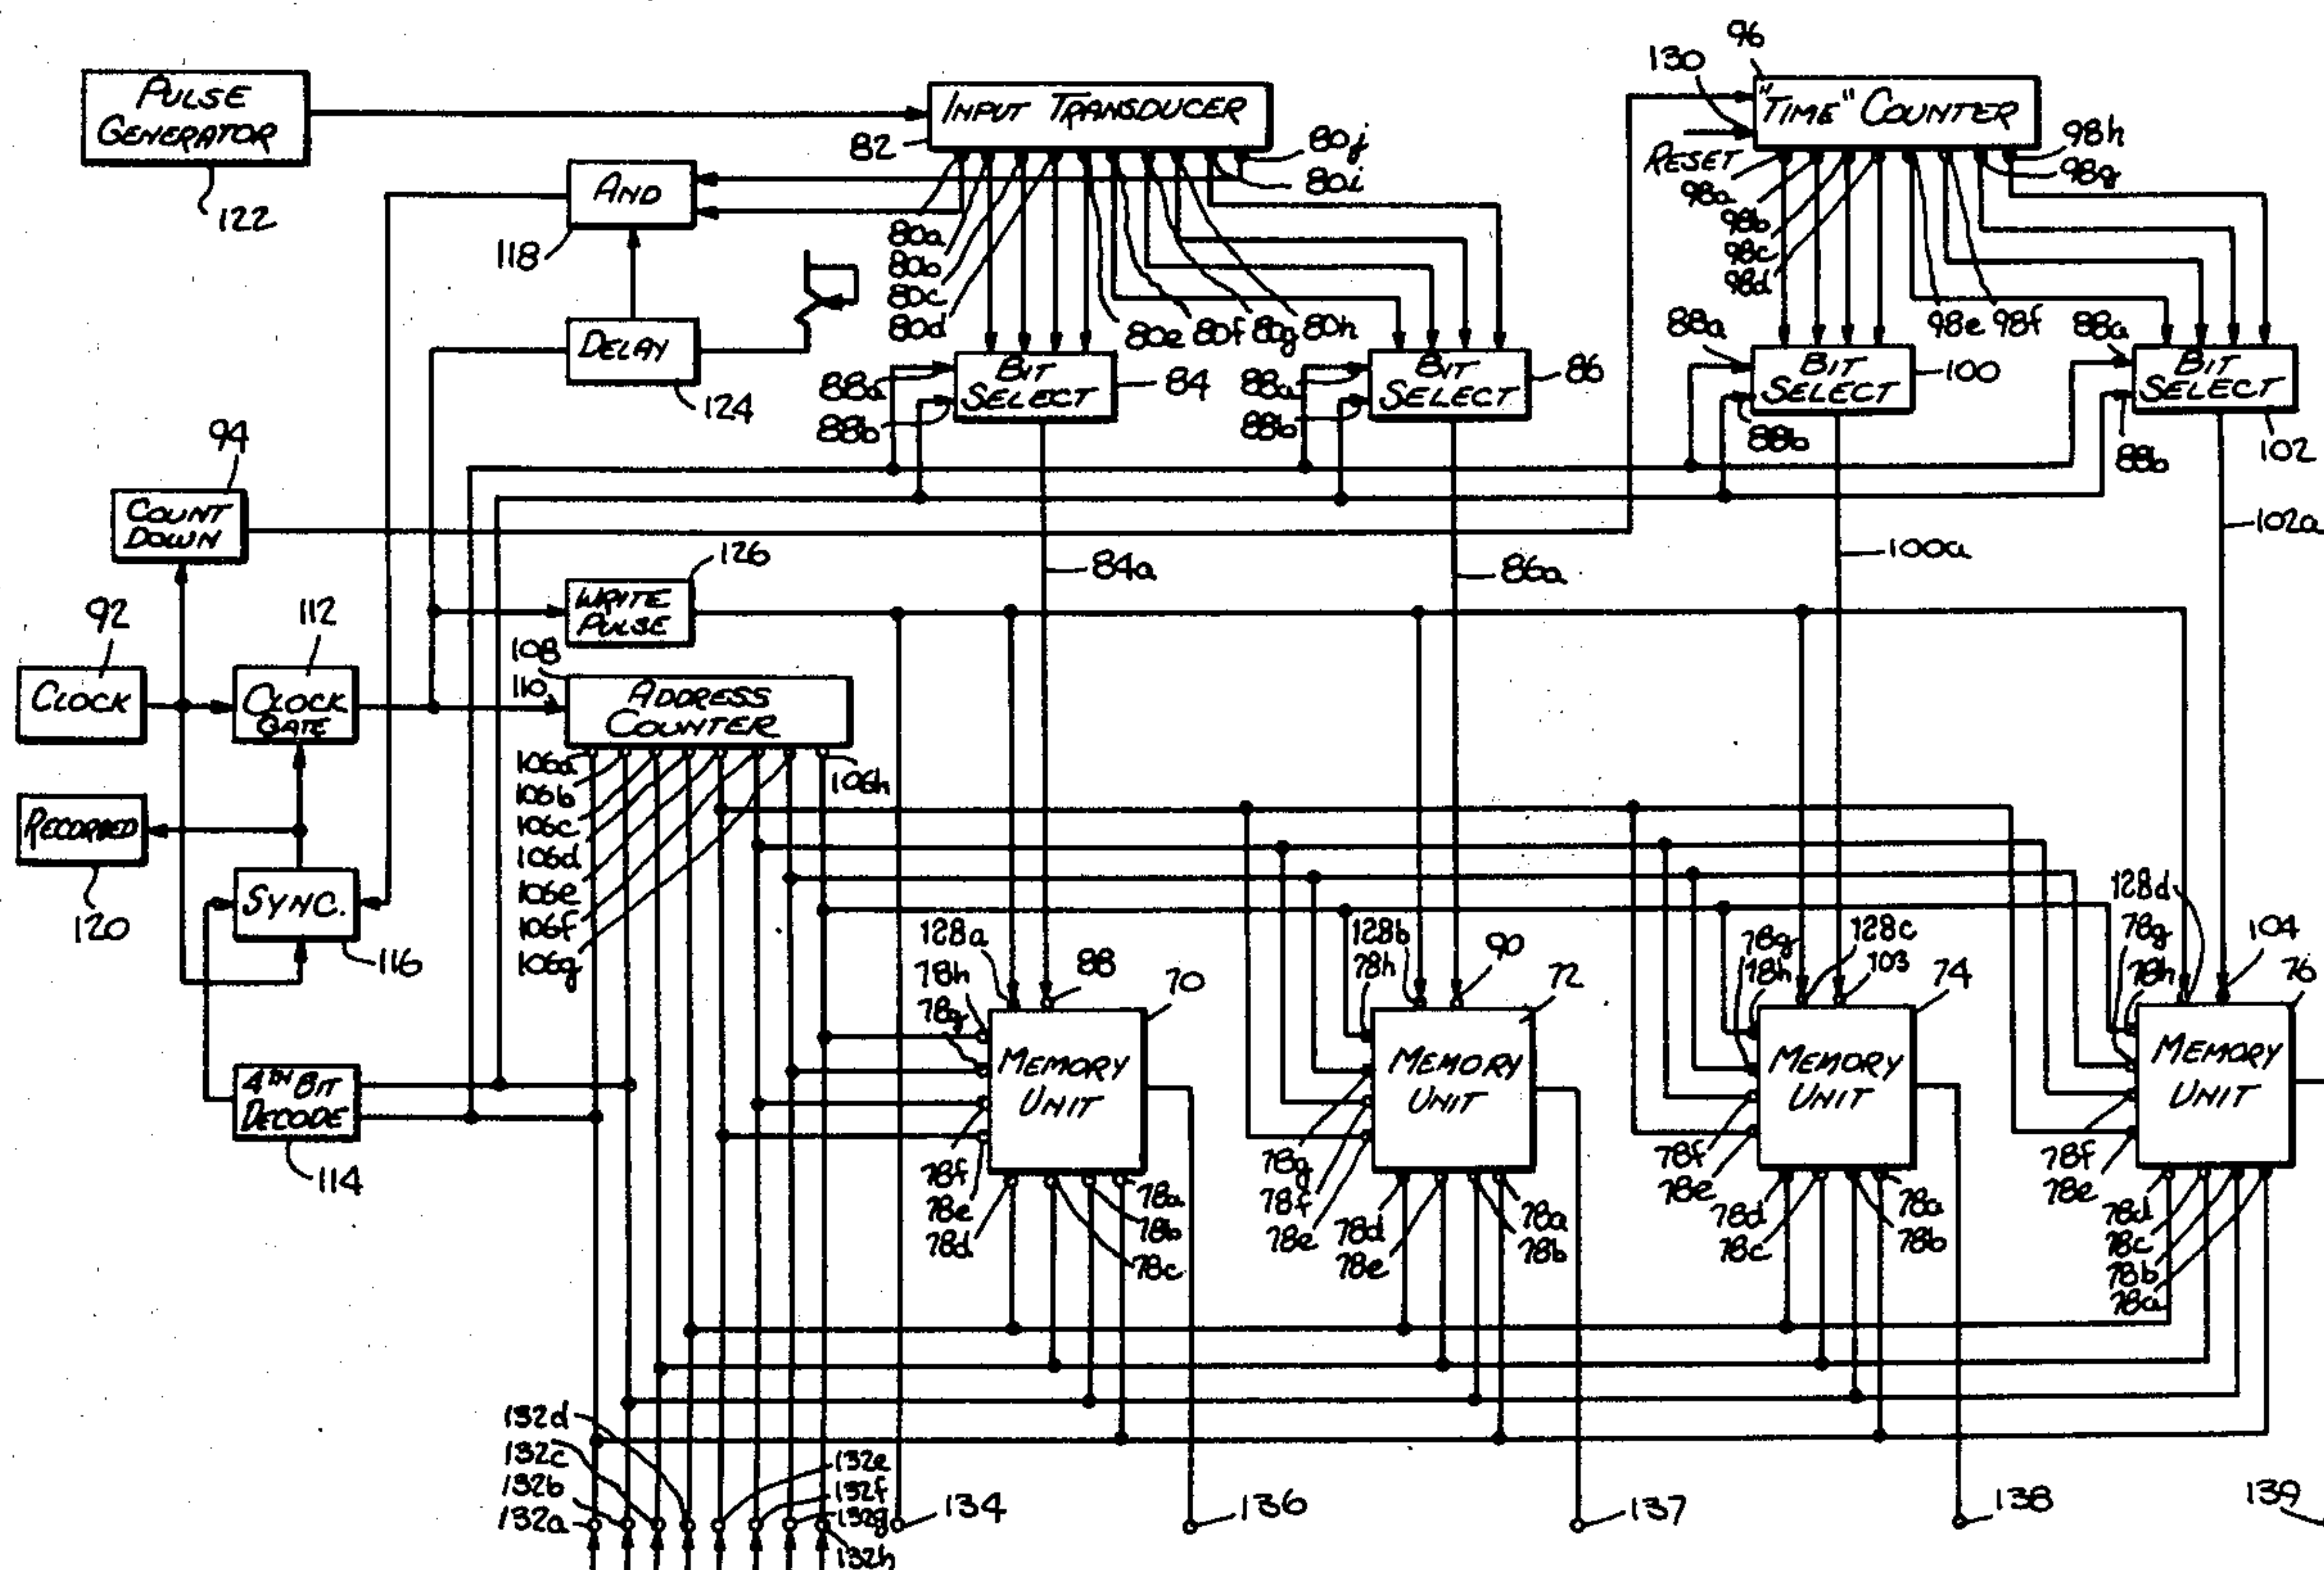 PULSE
GENERATOR
122
INPUT TRANSDUCER
82
80j
80i
80a
80b
80c
80d
80e 80f 80g 80h
96
130
"TIME" COUNTER
RESET
98a
98b
98c
98d
98e 98f
98h
98g
AND
118
DELAY
124
88a
88b
BIT
SELECT
84
88a
88b
BIT
SELECT
86
88a
88b
BIT
SELECT
100
88a
88b
BIT
SELECT
102
94
COUNT
DOWN
126
WRITE
PULSE
84a
86a
100a
102a
92
CLOCK
112
CLOCK
GATE
108
110
ADDRESS
COUNTER
106a
106b
106c
106d
106e
106f
106g
106h
RECORDED
120
SYNC.
116
4TH BIT
DECODE
114
128a
78h
78g
88
70
MEMORY
UNIT
78f
78e
78d
78a
78b
78c
128b
78h
90
72
MEMORY
UNIT
78g
78f
78e
78d
78e
78a
78b
78g
78h
128c
103
74
MEMORY
UNIT
78f
78e
78d
78c
78a
78b
128d
78g
78h
104
76
MEMORY
UNIT
78f
78e
78d
78c
78b
78a
132d
132c
132b
132a
132e
132f
132g
132h
134
136
137
138
139